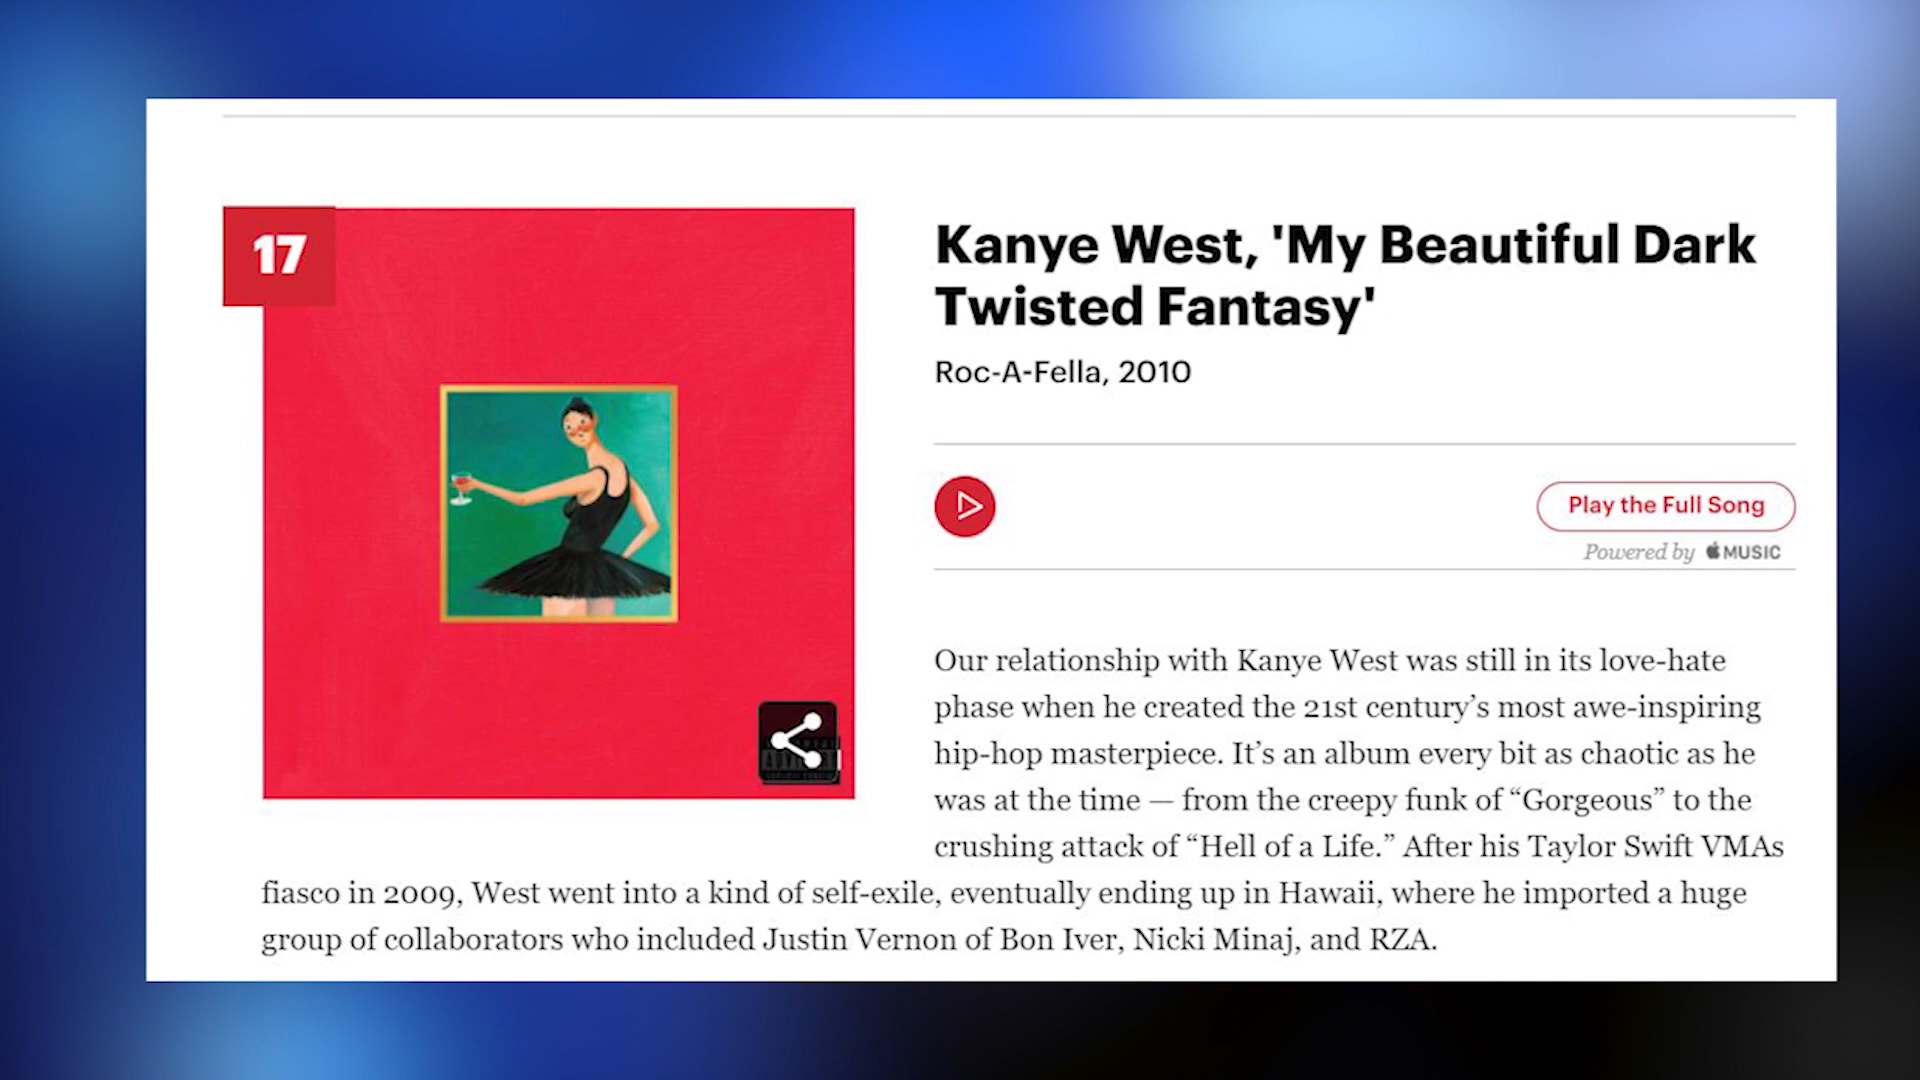 17
Kanye West, 'My Beautiful Dark
Twisted Fantasy'
Roc-A-Fella, 2010
Play the Full Song
Powered by MUSIC
Our relationship with Kanye West was still in its love-hate
phase when he created the 21st century’s most awe-inspiring
hip-hop masterpiece. It’s an album every bit as chaotic as he
was at the time — from the creepy funk of “Gorgeous” to the
crushing attack of “Hell of a Life.” After his Taylor Swift VMAs
fiasco in 2009, West went into a kind of self-exile, eventually ending up in Hawaii, where he imported a huge
group of collaborators who included Justin Vernon of Bon Iver, Nicki Minaj, and RZA.